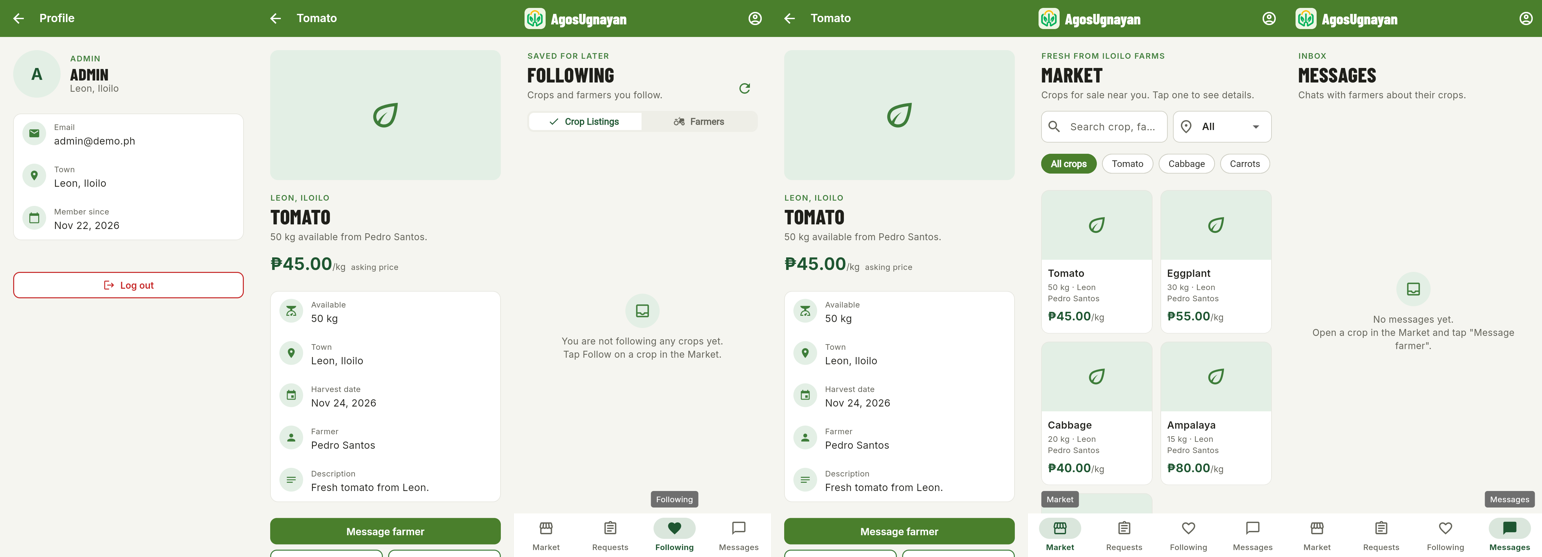 Profile
A
ADMIN
ADMIN
Leon, Iloilo
Email
admin@demo.ph
Town
Leon, Iloilo
Member since
Nov 22, 2026
Log out
Tomato
LEON, ILOILO
TOMATO
50 kg available from Pedro Santos.
₱45.00/kg asking price
Available
50 kg
Town
Leon, Iloilo
Harvest date
Nov 24, 2026
Farmer
Pedro Santos
Description
Fresh tomato from Leon.
Message farmer
AgosUgnayan
SAVED FOR LATER
FOLLOWING
Crops and farmers you follow.
Crop Listings
Farmers
You are not following any crops yet.
Tap Follow on a crop in the Market.
Following
Market
Requests
Following
Messages
Tomato
LEON, ILOILO
TOMATO
50 kg available from Pedro Santos.
₱45.00/kg asking price
Available
50 kg
Town
Leon, Iloilo
Harvest date
Nov 24, 2026
Farmer
Pedro Santos
Description
Fresh tomato from Leon.
Message farmer
AgosUgnayan
FRESH FROM ILOILO FARMS
MARKET
Crops for sale near you. Tap one to see details.
Search crop, fa...
All
All crops
Tomato
Cabbage
Carrots
Tomato
50 kg · Leon
Pedro Santos
₱45.00/kg
Eggplant
30 kg · Leon
Pedro Santos
₱55.00/kg
Cabbage
20 kg · Leon
Pedro Santos
₱40.00/kg
Ampalaya
15 kg · Leon
Pedro Santos
₱80.00/kg
Market
Market
Requests
Following
Messages
AgosUgnayan
INBOX
MESSAGES
Chats with farmers about their crops.
No messages yet.
Open a crop in the Market and tap "Message
farmer".
Messages
Market
Requests
Following
Messages